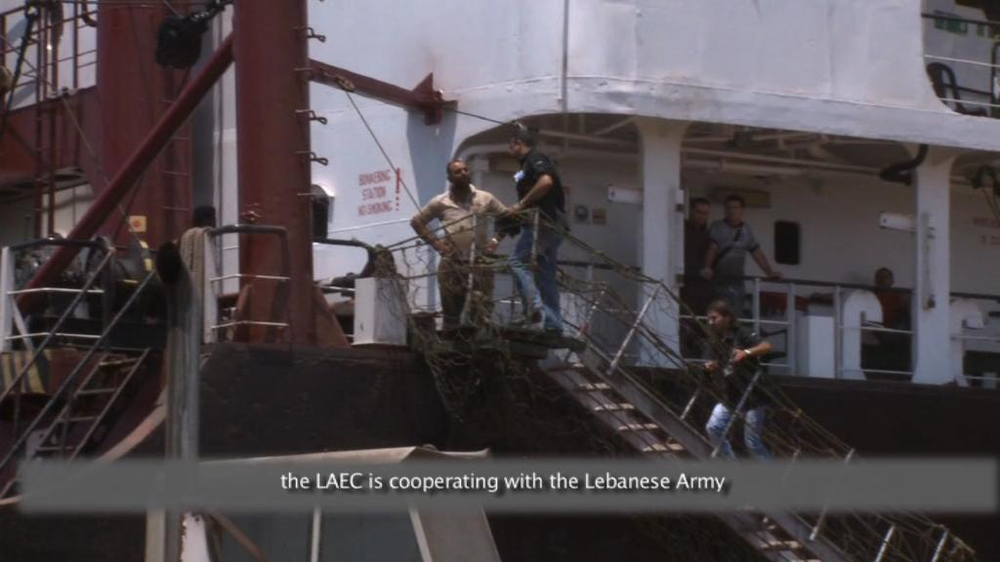 BUNKERING
STATION
NO SMOKING !
the LAEC is cooperating with the Lebanese Army